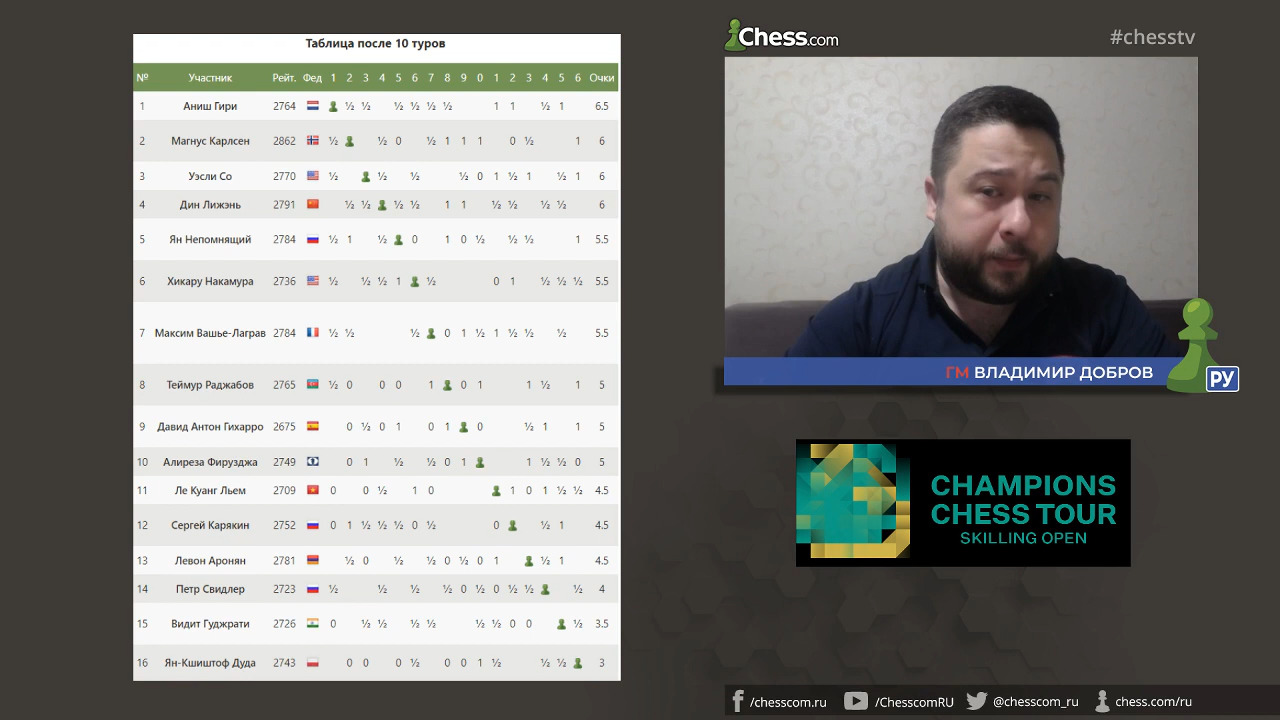 Таблица после 10 туров
№ Участник Рейт. Фед 1 2 3 4 5 6 7 8 9 0 1 2 3 4 5 6 Очки
1 Аниш Гири 2764 ½ ½ ½ ½ ½ ½ 1 1 ½ 1 6.5
2 Магнус Карлсен 2862 ½ ½ 0 ½ 1 1 1 0 ½ 1 6
3 Уэсли Со 2770 ½ ½ ½ ½ 0 1 ½ 1 ½ 1 6
4 Дин Лижэнь 2791 ½ ½ ½ ½ 1 1 ½ ½ ½ ½ 6
5 Ян Непомнящий 2784 ½ 1 ½ 0 1 0 ½ ½ ½ 1 5.5
6 Хикару Накамура 2736 ½ ½ ½ 1 ½ 0 1 ½ ½ ½ 5.5
7 Максим Вашье-Лаграв 2784 ½ ½ ½ 0 1 ½ 1 ½ ½ ½ 5.5
8 Теймур Раджабов 2765 ½ 0 0 0 1 0 1 1 ½ 1 5
9 Давид Антон Гихарро 2675 0 ½ 0 1 0 1 0 ½ 1 1 5
10 Алиреза Фирузджа 2749 0 1 ½ ½ 0 1 1 ½ ½ 0 5
11 Ле Куанг Льем 2709 0 0 ½ 1 0 1 0 1 ½ ½ 4.5
12 Сергей Карякин 2752 0 1 ½ ½ ½ 0 ½ 0 ½ 1 4.5
13 Левон Аронян 2781 ½ 0 ½ ½ 0 ½ 0 1 ½ 1 4.5
14 Петр Свидлер 2723 ½ ½ ½ ½ 0 ½ 0 ½ ½ ½ 4
15 Видит Гуджрати 2726 0 ½ ½ ½ ½ ½ ½ 0 0 ½ 3.5
16 Ян-Кшиштоф Дуда 2743 0 0 0 ½ 0 0 1 ½ ½ ½ 3
Chess.com
#chesstv
ГМ ВЛАДИМИР ДОБРОВ
РУ
CHAMPIONS
CHESS TOUR
SKILLING OPEN
/chesscom.ru /ChesscomRU @chesscom_ru chess.com/ru